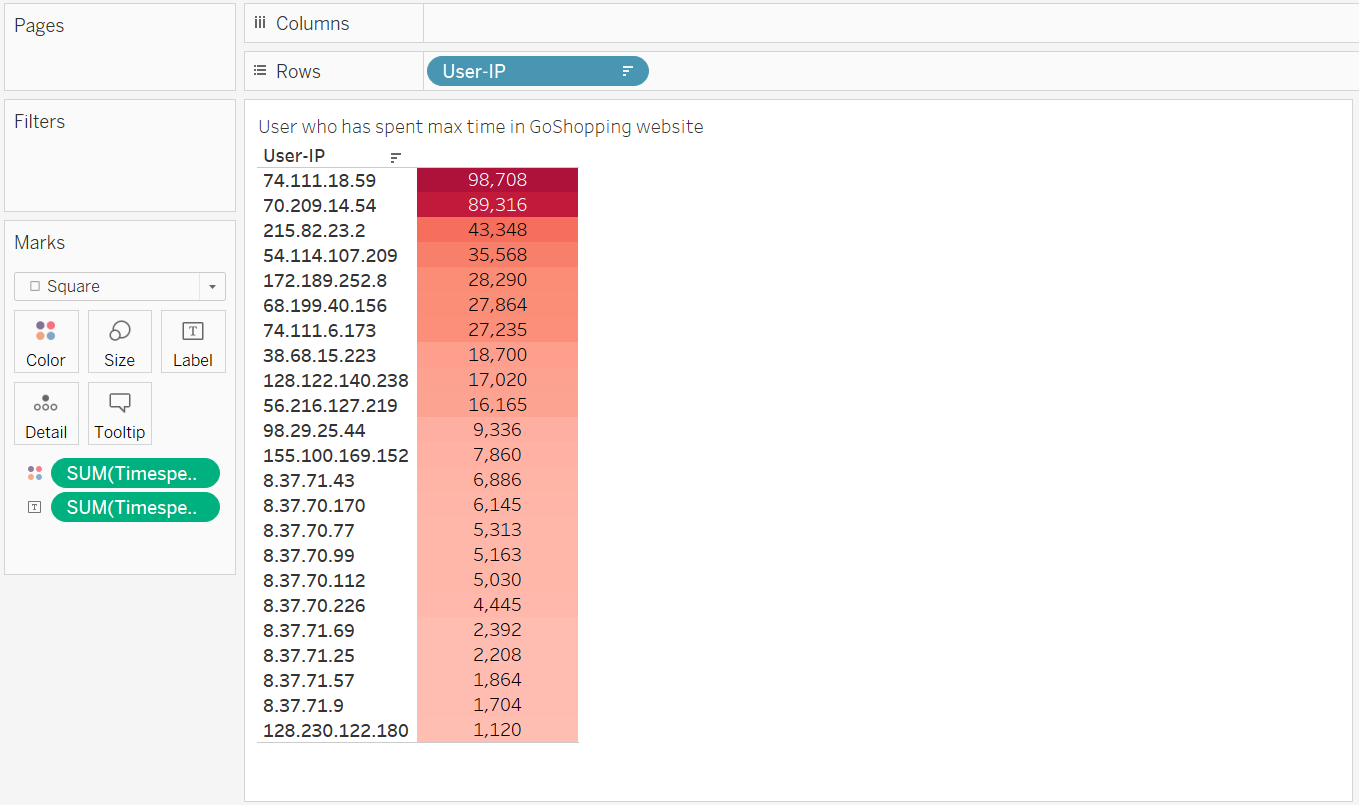 Pages
Columns
Rows
User-IP
Filters
Marks
Square
Color
Size
T
Label
Detail
Tooltip
SUM(Timespe..
T
SUM(Timespe..
User who has spent max time in GoShopping website
User-IP
74.111.18.59 98,708
70.209.14.54 89,316
215.82.23.2 43,348
54.114.107.209 35,568
172.189.252.8 28,290
68.199.40.156 27,864
74.111.6.173 27,235
38.68.15.223 18,700
128.122.140.238 17,020
56.216.127.219 16,165
98.29.25.44 9,336
155.100.169.152 7,860
8.37.71.43 6,886
8.37.70.170 6,145
8.37.70.77 5,313
8.37.70.99 5,163
8.37.70.112 5,030
8.37.70.226 4,445
8.37.71.69 2,392
8.37.71.25 2,208
8.37.71.57 1,864
8.37.71.9 1,704
128.230.122.180 1,120